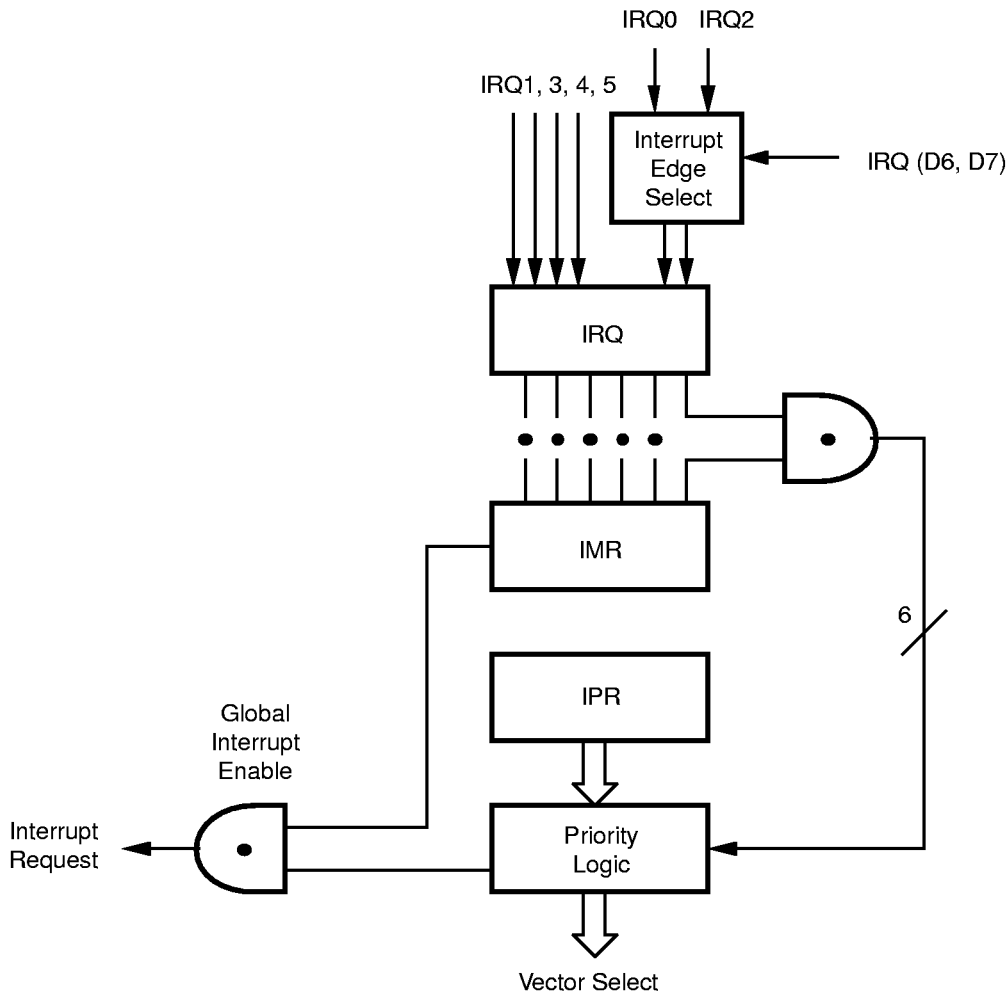 IRQ0 IRQ2
IRQ1, 3, 4, 5
Interrupt
Edge
Select
IRQ (D6, D7)
IRQ
IMR
6
IPR
Global
Interrupt
Enable
Interrupt
Request
Priority
Logic
Vector Select